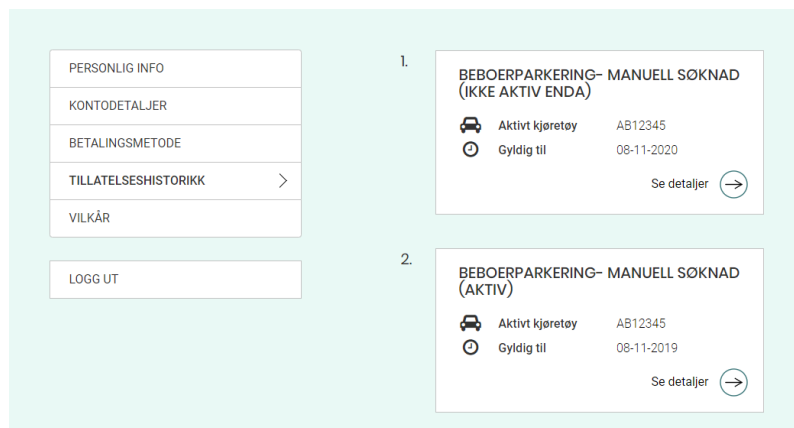 PERSONLIG INFO
KONTODETALJER
BETALINGSMETODE
TILLATELSESHISTORIKK
VILKÅR
LOGG UT
1.
BEBOERPARKERING- MANUELL SØKNAD
(IKKE AKTIV ENDA)
Aktivt kjøretøy AB12345
Gyldig til 08-11-2020
Se detaljer
2.
BEBOERPARKERING- MANUELL SØKNAD
(AKTIV)
Aktivt kjøretøy AB12345
Gyldig til 08-11-2019
Se detaljer